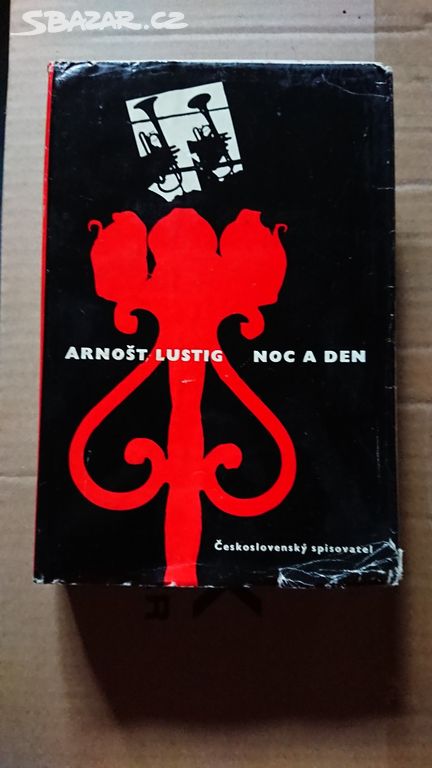 SBAZAR.CZ
ARNOŠT LUSTIG NOC A DEN
Československý spisovatel